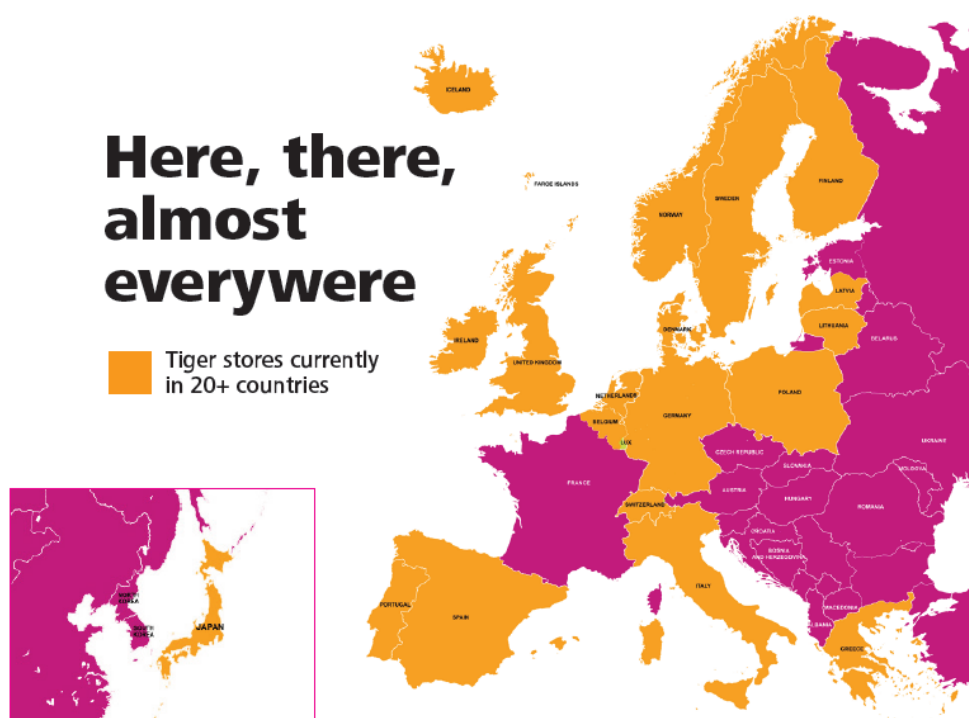 ICELAND
Here, there,
almost
everywere
FAROE ISLANDS
FINLAND
SWEDEN
NORWAY
ESTONIA
Tiger stores currently
in 20+ countries
LATVIA
LITHUANIA
DENMARK
BELARUS
IRELAND
UNITED KINGDOM
NETHERLANDS
POLAND
GERMANY
BELGIUM
LUX
UKRAINE
CZECH REPUBLIC
SLOVAKIA
MOLDOVA
FRANCE
AUSTRIA
HUNGARY
ROMANIA
SWITZERLAND
CROATIA
BOSNIA
AND HERZEGOVINA
ITALY
PORTUGAL
SPAIN
MACEDONIA
LBANIA
GREECE
NORTH
KOREA
SOUTH
KOREA
JAPAN